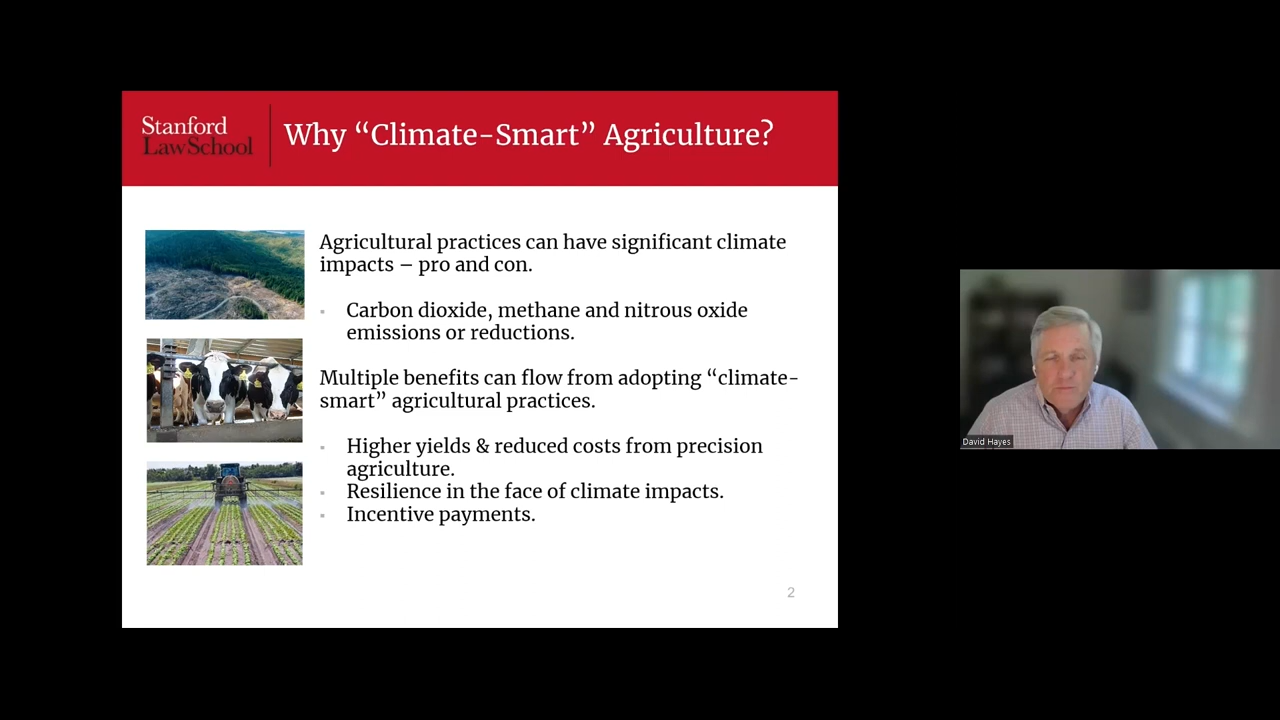 Stanford
Law School
Why “Climate-Smart” Agriculture?
Agricultural practices can have significant climate
impacts – pro and con.
▪ Carbon dioxide, methane and nitrous oxide
emissions or reductions.
Multiple benefits can flow from adopting “climate-
smart” agricultural practices.
▪ Higher yields & reduced costs from precision
agriculture.
▪ Resilience in the face of climate impacts.
▪ Incentive payments.
2
David Hayes